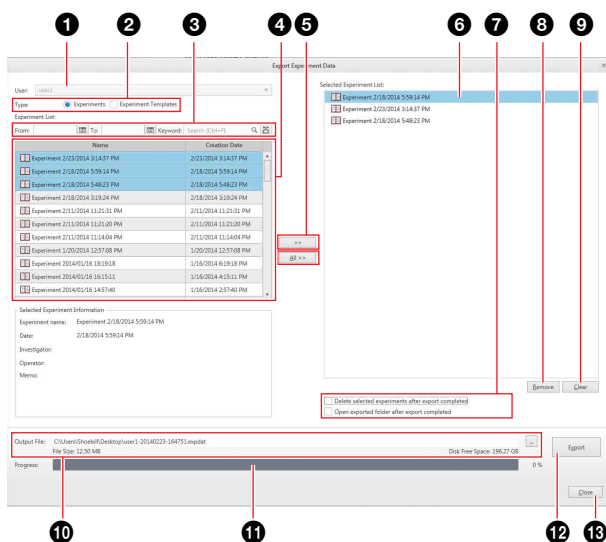 1 2 3 4 5 6 7 8 9
Export Experiment Data
User: user1
Type: Experiments Experiment Templates
Experiment List:
From: To: Keyword: Search (Ctrl+F)
Name Creation Date
Experiment 2/23/2014 3:14:37 PM 2/23/2014 3:14:37 PM
Experiment 2/18/2014 5:59:14 PM 2/18/2014 5:59:14 PM
Experiment 2/18/2014 5:48:23 PM 2/18/2014 5:48:23 PM
Experiment 2/18/2014 3:19:24 PM 2/18/2014 3:19:24 PM
Experiment 2/11/2014 11:21:31 PM 2/11/2014 11:21:31 PM
Experiment 2/11/2014 11:21:20 PM 2/11/2014 11:21:20 PM
Experiment 2/11/2014 11:14:04 PM 2/11/2014 11:14:04 PM
Experiment 1/20/2014 12:57:08 PM 1/20/2014 12:57:08 PM
Experiment 2014/01/16 18:19:18 1/16/2014 6:19:18 PM
Experiment 2014/01/16 16:15:11 1/16/2014 4:15:11 PM
Experiment 2014/01/16 14:57:40 1/16/2014 2:57:40 PM
>>
All >>
Selected Experiment List:
Experiment 2/18/2014 5:59:14 PM
Experiment 2/23/2014 3:14:37 PM
Experiment 2/18/2014 5:48:23 PM
Selected Experiment Information
Experiment name: Experiment 2/18/2014 5:59:14 PM
Date: 2/18/2014 5:59:14 PM
Investigator:
Operator:
Memo:
Remove Clear
Delete selected experiments after export completed
Open exported folder after export completed
Output File: C:\Users\Shoebill\Desktop\user1-20140223-164751.expdat ...
File Size: 12.50 MB Disk Free Space: 196.27 GB
Export
Progress: 0 %
Close
10 11 12 13